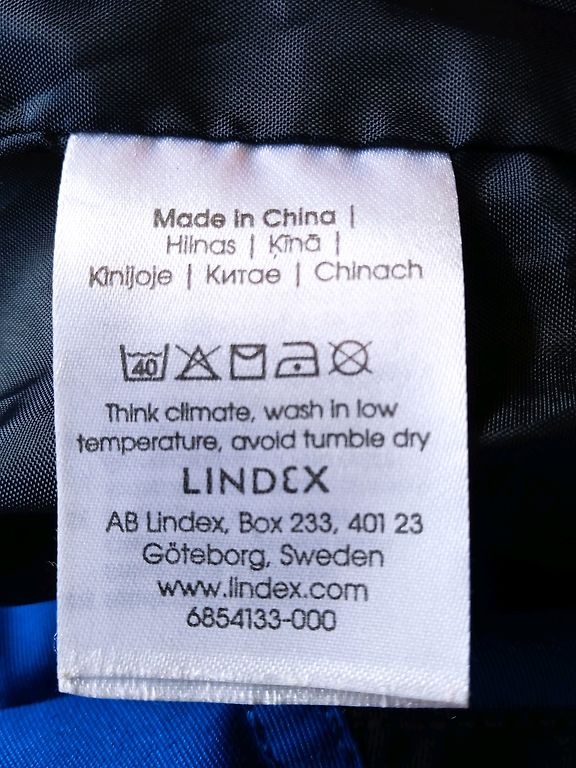 Made in China |
Hiinas | Ķīnā |
Kinijoje | Китае | Chinach
40
Think climate, wash in low
temperature, avoid tumble dry
LINDEX
AB Lindex, Box 233, 401 23
Göteborg, Sweden
www.lindex.com
6854133-000